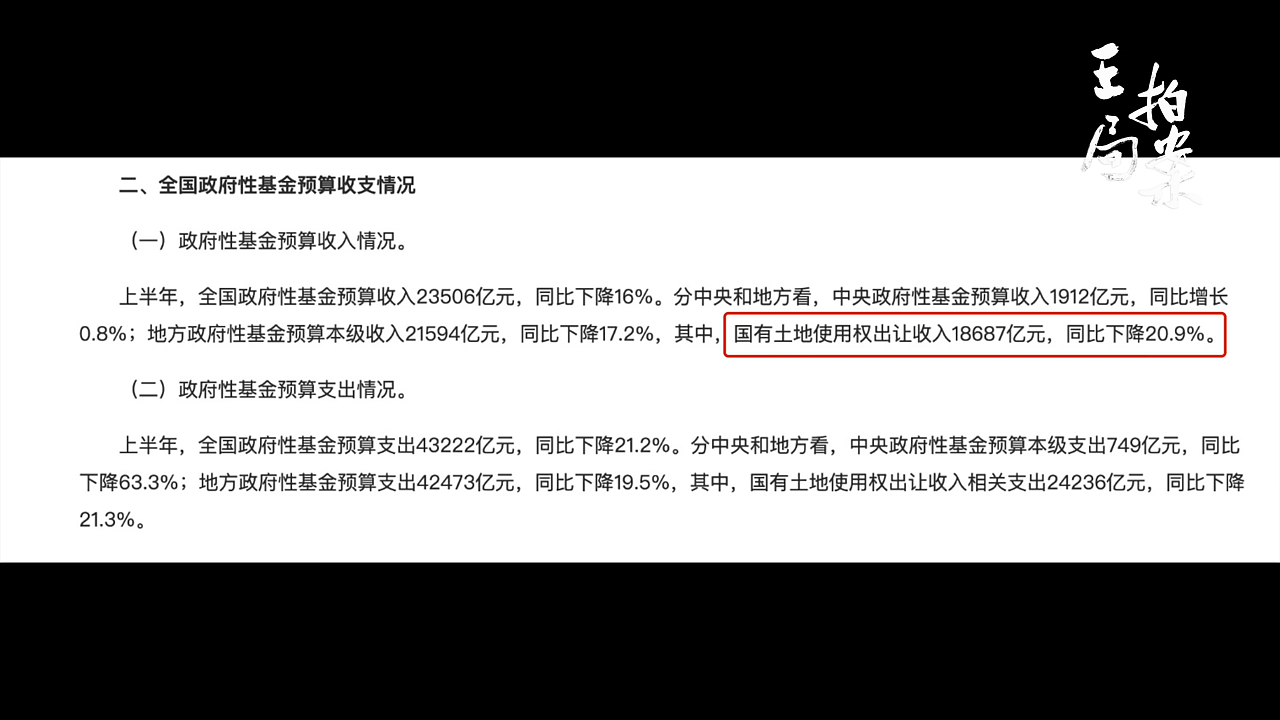 王局拍案
二、全国政府性基金预算收支情况
（一）政府性基金预算收入情况。
上半年，全国政府性基金预算收入23506亿元，同比下降16%。分中央和地方看，中央政府性基金预算收入1912亿元，同比增长
0.8%；地方政府性基金预算本级收入21594亿元，同比下降17.2%，其中，国有土地使用权出让收入18687亿元，同比下降20.9%。
（二）政府性基金预算支出情况。
上半年，全国政府性基金预算支出43222亿元，同比下降21.2%。分中央和地方看，中央政府性基金预算本级支出749亿元，同比
下降63.3%；地方政府性基金预算支出42473亿元，同比下降19.5%，其中，国有土地使用权出让收入相关支出24236亿元，同比下降
21.3%。